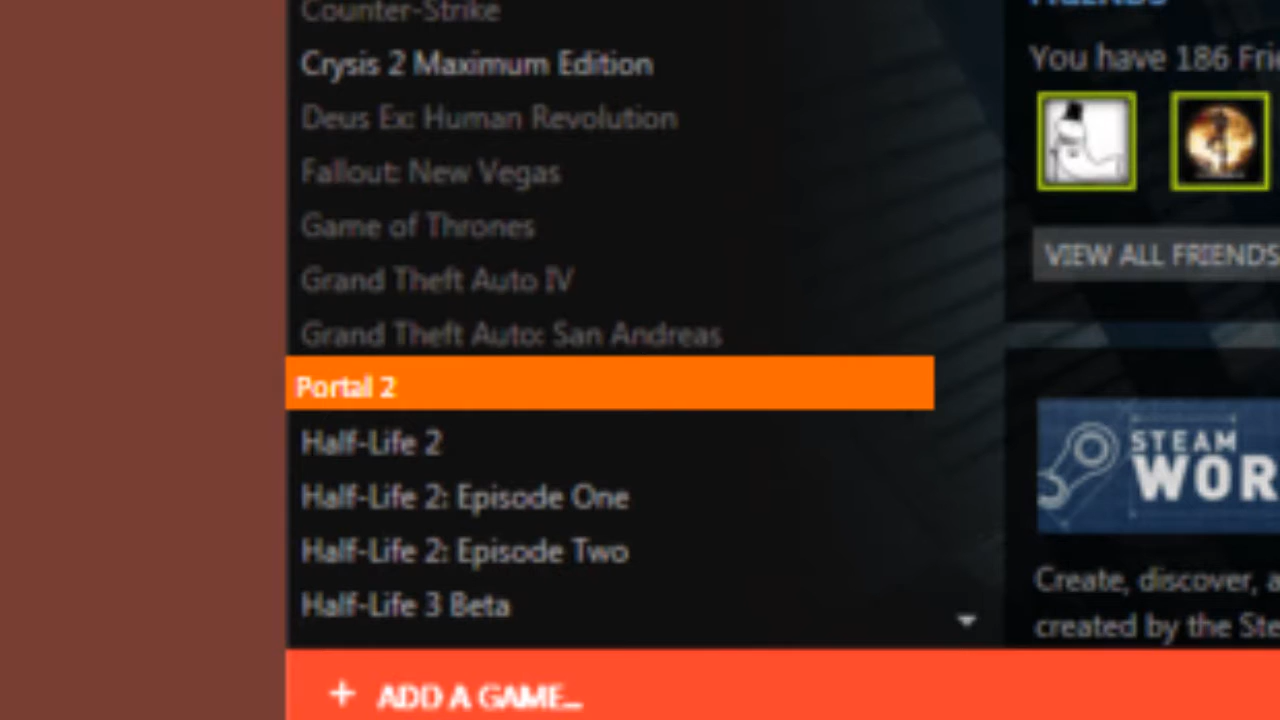 Counter-Strike
Crysis 2 Maximum Edition
Deus Ex: Human Revolution
Fallout: New Vegas
Game of Thrones
Grand Theft Auto IV
Grand Theft Auto: San Andreas
Portal 2
Half-Life 2
Half-Life 2: Episode One
Half-Life 2: Episode Two
Half-Life 3 Beta
+ ADD A GAME...
FRIENDS
You have 186 Frie
VIEW ALL FRIENDS
STEAM
WOR
Create, discover, a
created by the Ste